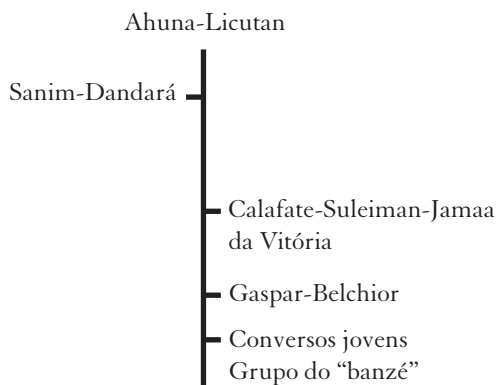 Ahuna-Licutan
Sanim-Dandará
Calafate-Suleiman-Jamaa
da Vitória
Gaspar-Belchior
Conversos jovens
Grupo do “banzé”